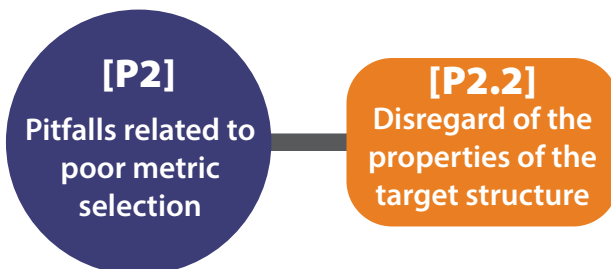 [P2]
Pitfalls related to
poor metric
selection
[P2.2]
Disregard of the
properties of the
target structure